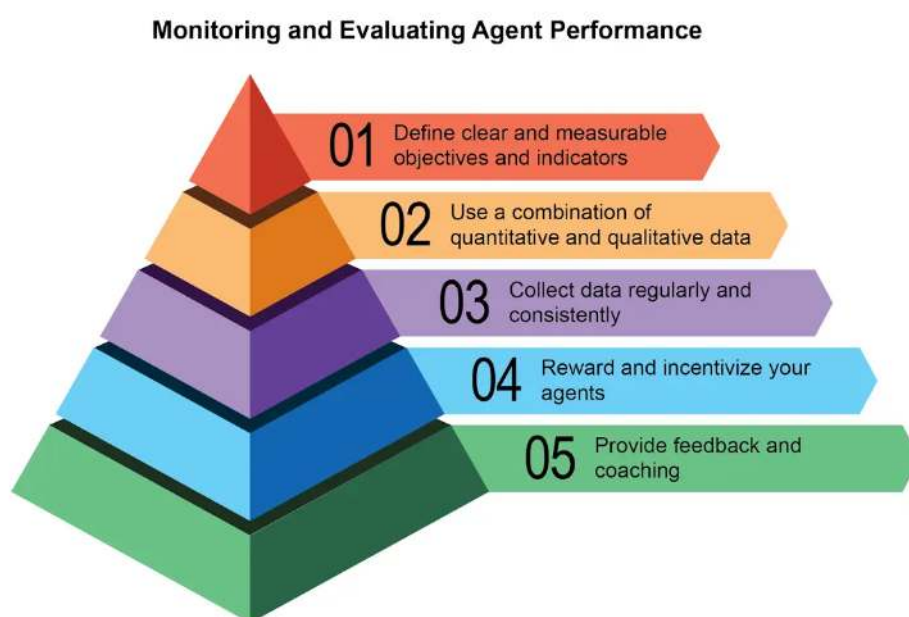 Monitoring and Evaluating Agent Performance
01
Define clear and measurable
objectives and indicators
02
Use a combination of
quantitative and qualitative data
03
Collect data regularly and
consistently
04
Reward and incentivize your
agents
05
Provide feedback and
coaching